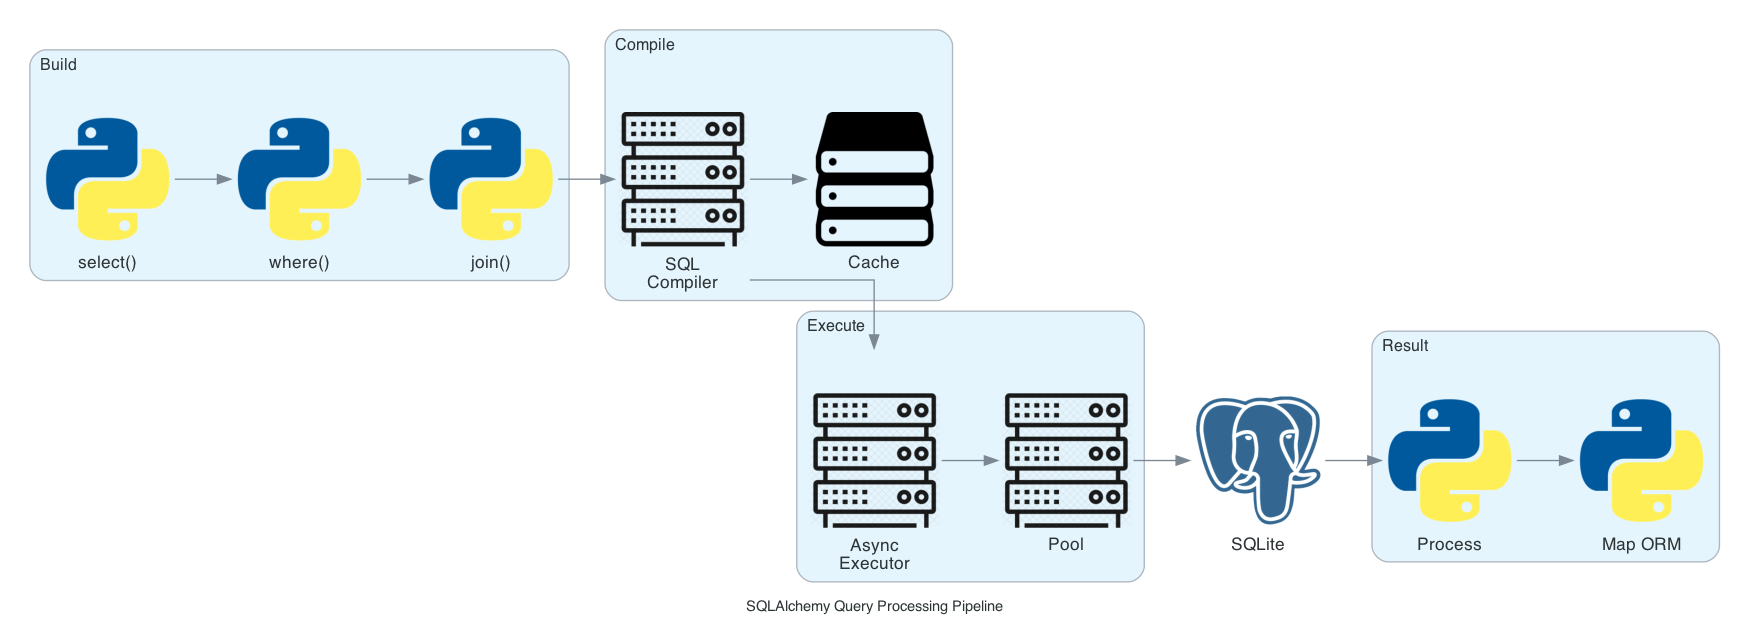 Build
select()
where()
join()
Compile
SQL
Compiler
Cache
Execute
Async
Executor
Pool
SQLite
Result
Process
Map ORM
SQLAlchemy Query Processing Pipeline